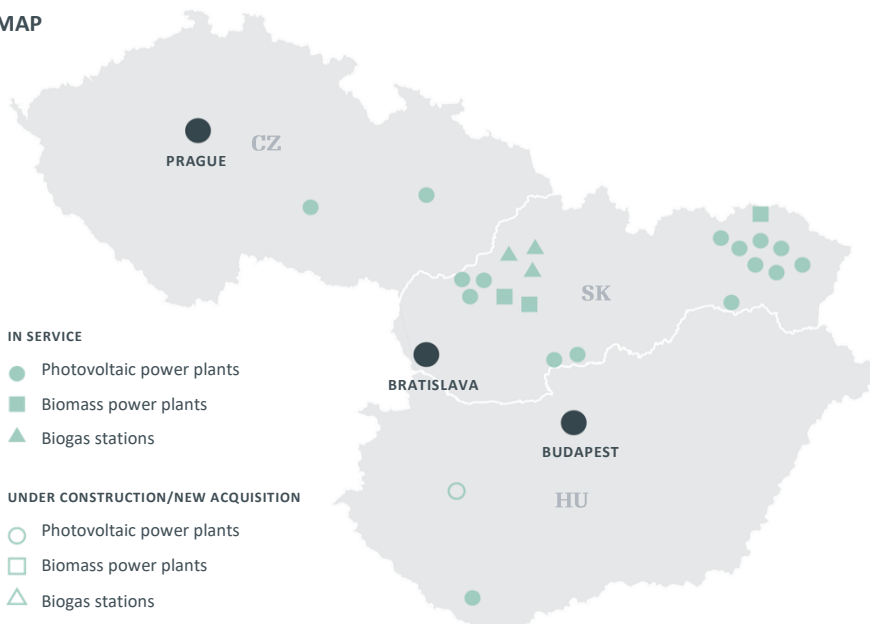 MAP
CZ
PRAGUE
SK
IN SERVICE
Photovoltaic power plants
BRATISLAVA
Biomass power plants
Biogas stations
BUDAPEST
UNDER CONSTRUCTION/NEW ACQUISITION
HU
Photovoltaic power plants
Biomass power plants
Biogas stations